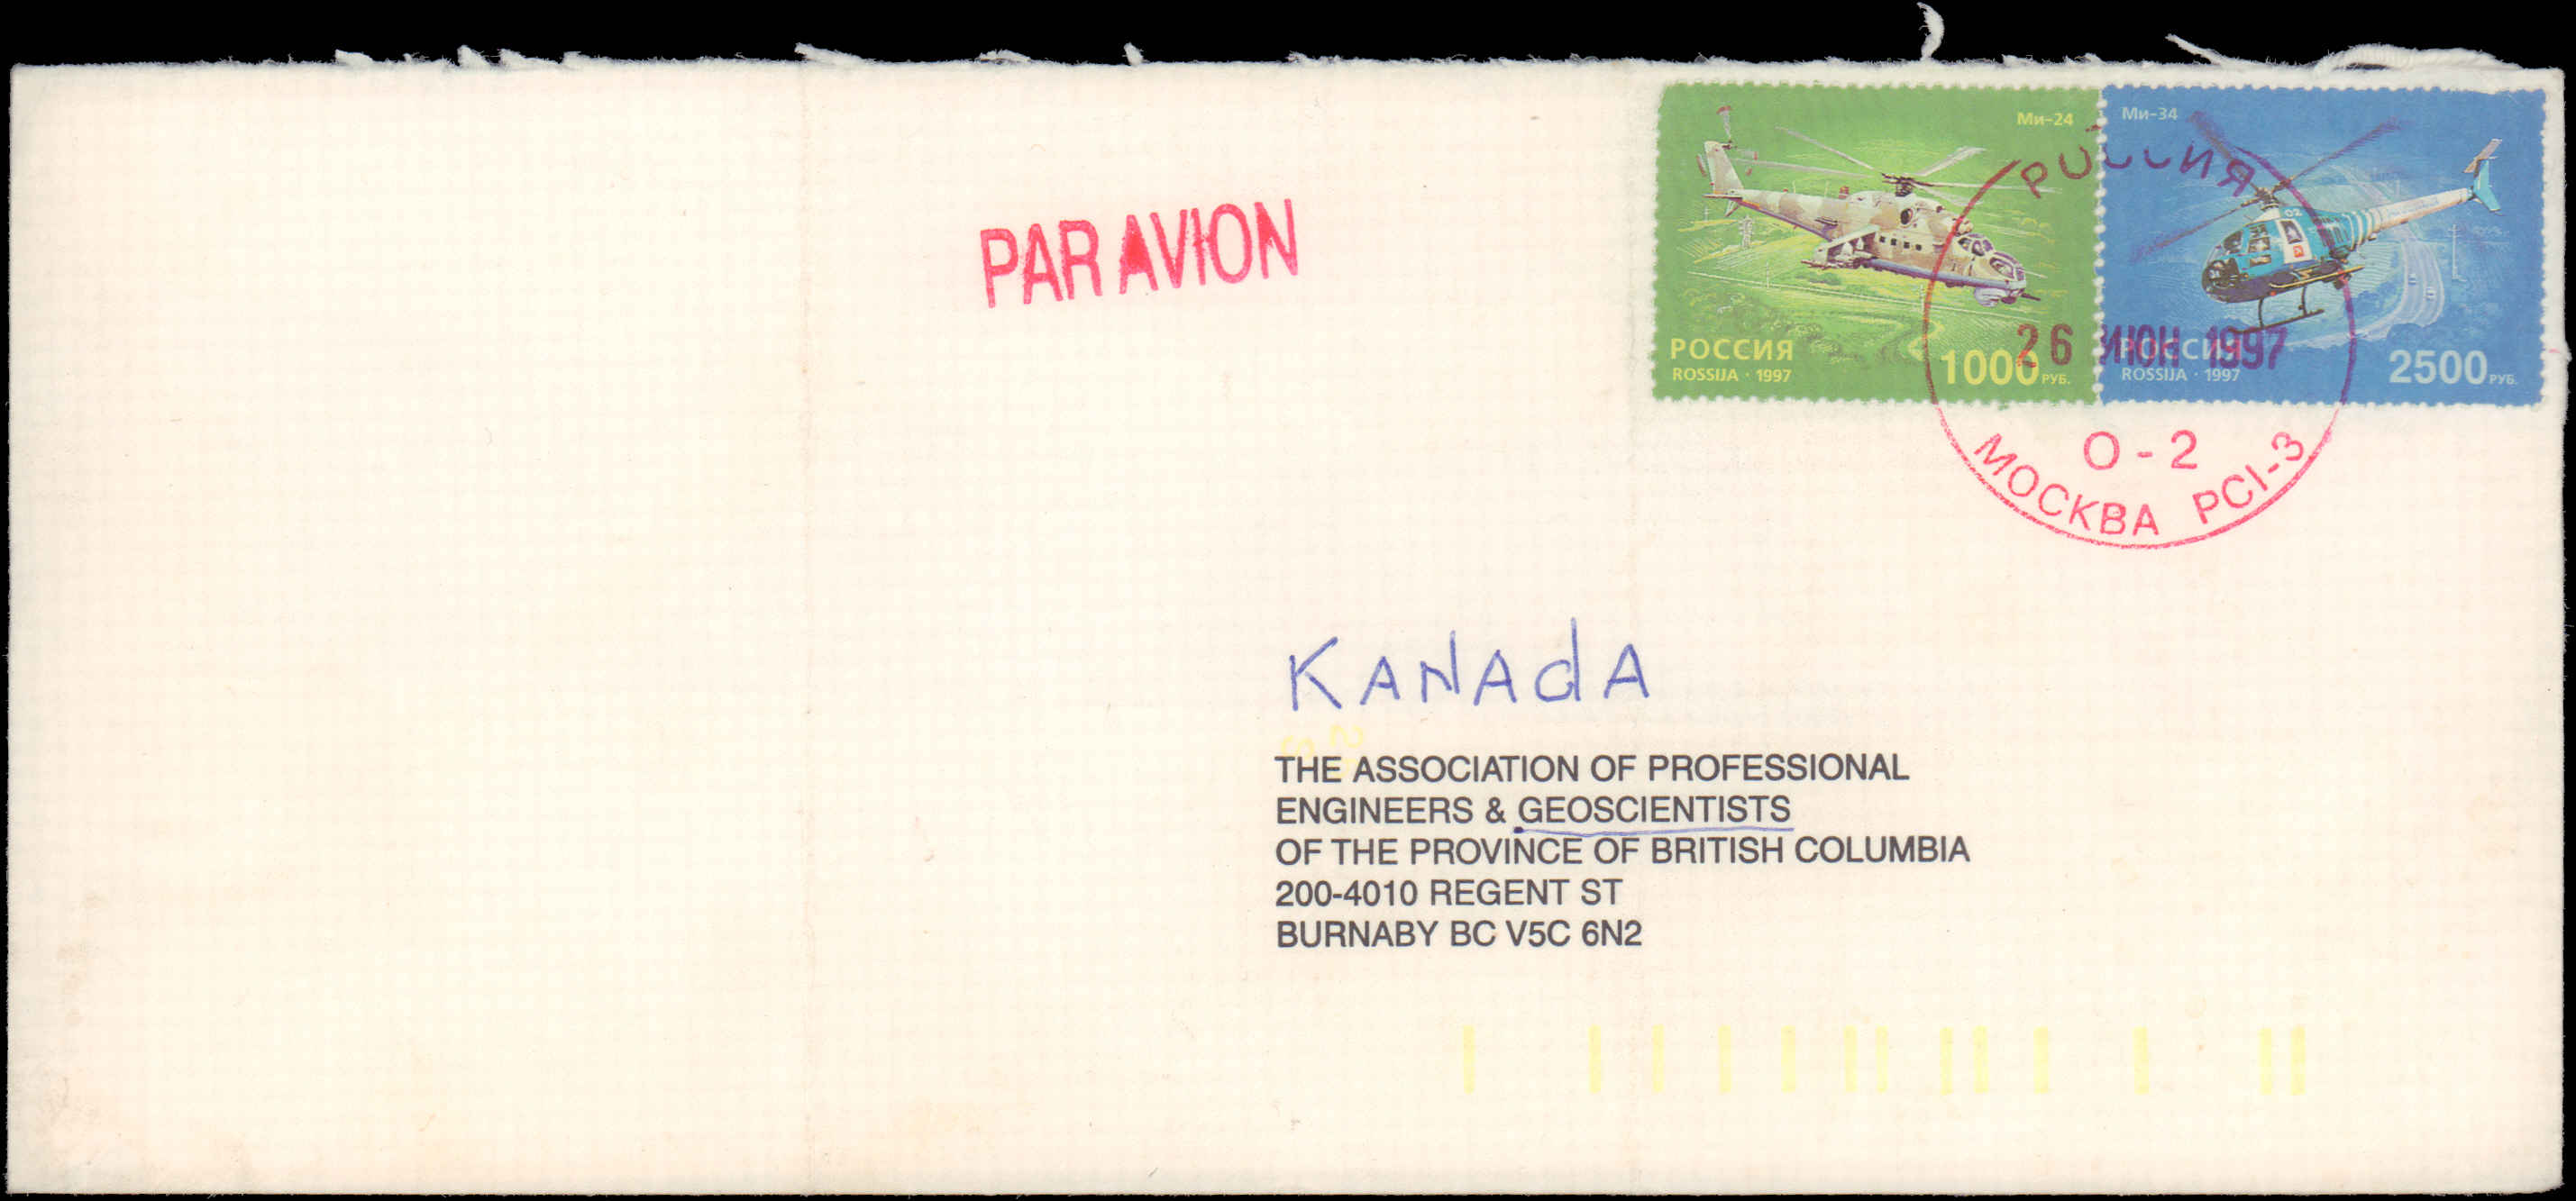 Ми-24
Ми-34
РОССИЯ
PAR AVION
РОССИЯ
ROSSIJA · 1997
1000 РУБ.
РОССИЯ
ROSSIJA · 1997
2500 РУБ.
26 ИЮН 1997
О-2
МОСКВА PCI-3
KANAdA
THE ASSOCIATION OF PROFESSIONAL
ENGINEERS & GEOSCIENTISTS
OF THE PROVINCE OF BRITISH COLUMBIA
200-4010 REGENT ST
BURNABY BC V5C 6N2